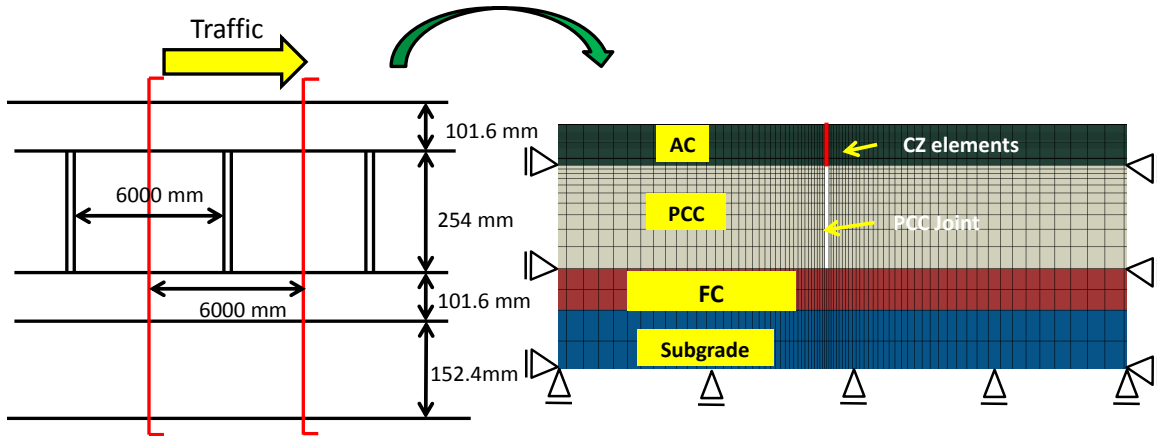 Traffic
101.6 mm
6000 mm
254 mm
6000 mm
101.6 mm
152.4mm
AC
CZ elements
PCC
PCC Joint
FC
Subgrade